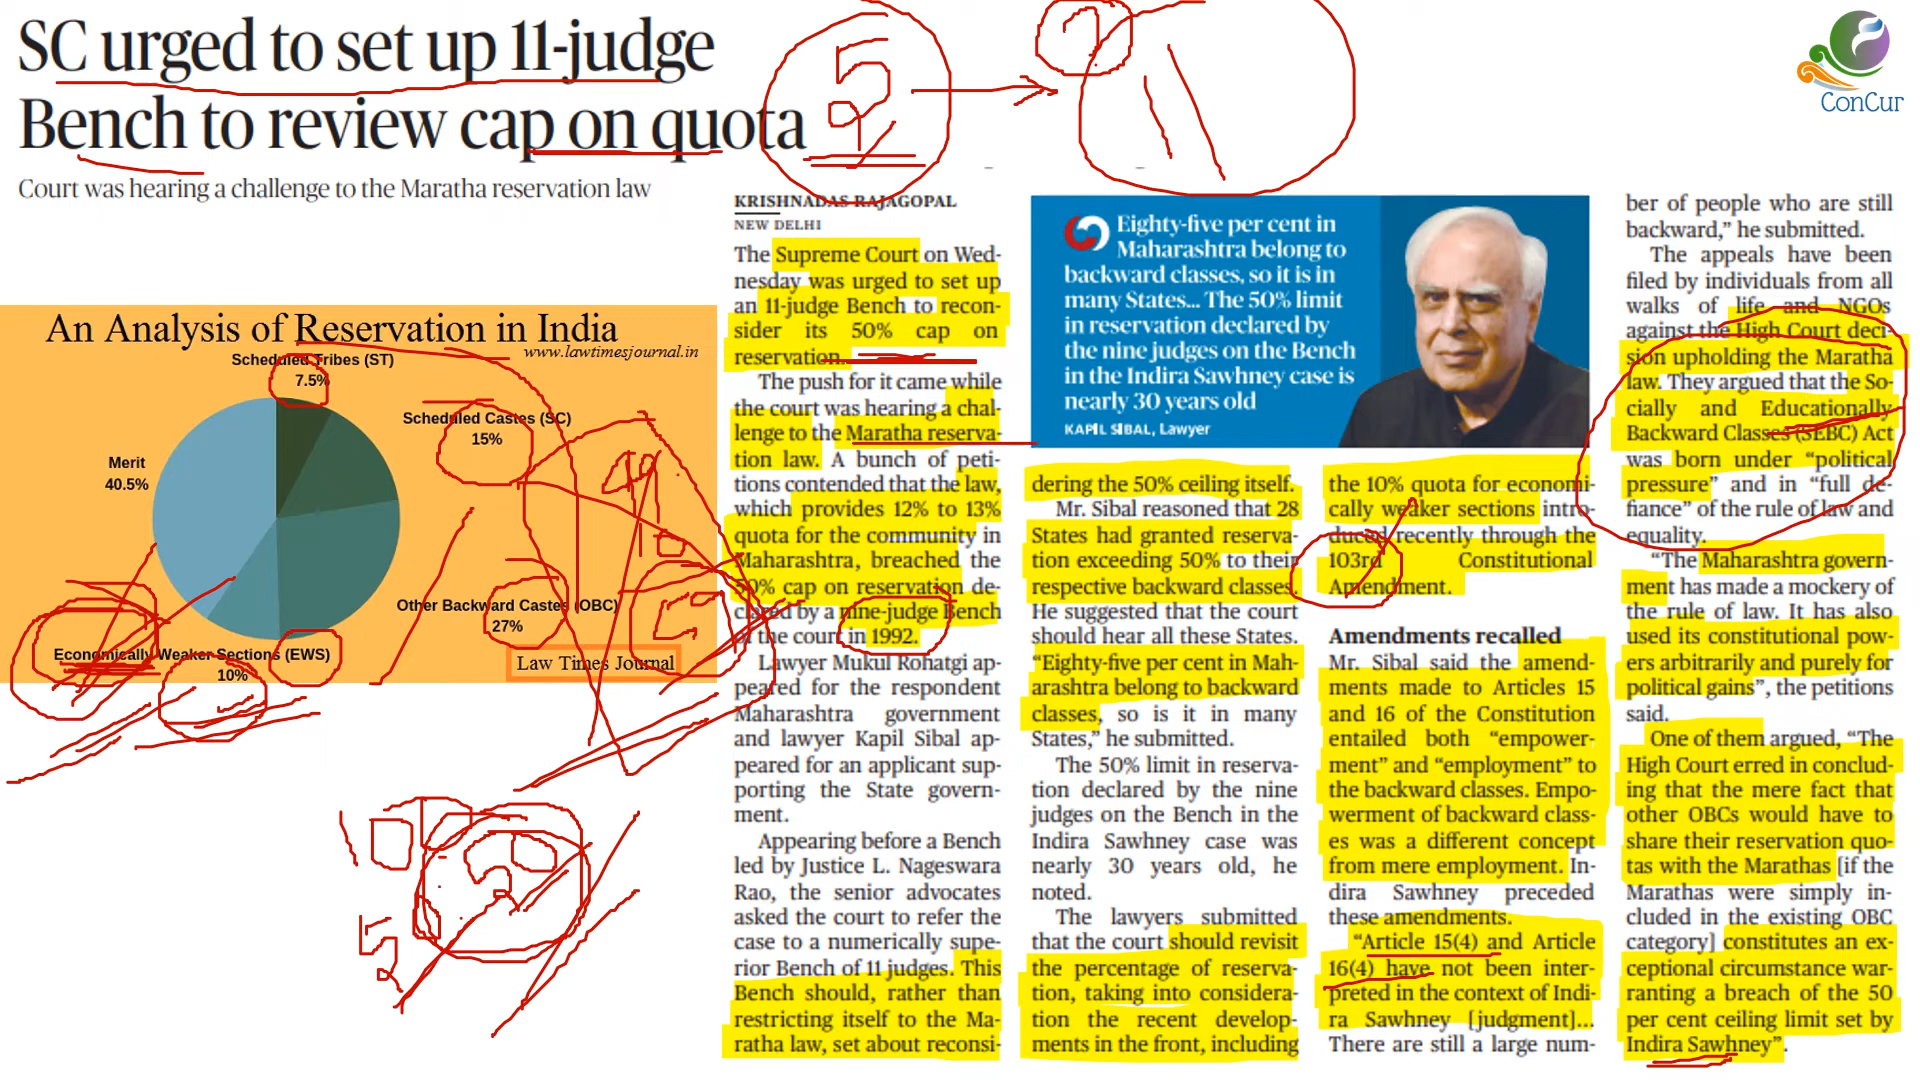 SC urged to set up 11-judge
Bench to review cap on quota
Court was hearing a challenge to the Maratha reservation law
ConCur
An Analysis of Reservation in India
www.lawtimesjournal.in
Scheduled Tribes (ST)
7.5%
Scheduled Castes (SC)
15%
Merit
40.5%
Other Backward Castes (OBC)
27%
Economically Weaker Sections (EWS)
10%
Law Times Journal
KRISHNADAS RAJAGOPAL
NEW DELHI
The Supreme Court on Wed-
nesday was urged to set up
an 11-judge Bench to recon-
sider its 50% cap on
reservation.
The push for it came while
the court was hearing a chal-
lenge to the Maratha reserva-
tion law. A bunch of peti-
tions contended that the law,
which provides 12% to 13%
quota for the community in
Maharashtra, breached the
50% cap on reservation de-
clared by a nine-judge Bench
of the court in 1992.
Lawyer Mukul Rohatgi ap-
peared for the respondent
Maharashtra government
and lawyer Kapil Sibal ap-
peared for an applicant sup-
porting the State govern-
ment.
Appearing before a Bench
led by Justice L. Nageswara
Rao, the senior advocates
asked the court to refer the
case to a numerically supe-
rior Bench of 11 judges. This
Bench should, rather than
restricting itself to the Ma-
ratha law, set about reconsi-
Eighty-five per cent in
Maharashtra belong to
backward classes, so it is in
many States... The 50% limit
in reservation declared by
the nine judges on the Bench
in the Indira Sawhney case is
nearly 30 years old
KAPIL SIBAL, Lawyer
dering the 50% ceiling itself.
Mr. Sibal reasoned that 28
States had granted reserva-
tion exceeding 50% to their
respective backward classes.
He suggested that the court
should hear all these States.
“Eighty-five per cent in Mah-
arashtra belong to backward
classes, so is it in many
States,” he submitted.
The 50% limit in reserva-
tion declared by the nine
judges on the Bench in the
Indira Sawhney case was
nearly 30 years old, he
noted.
The lawyers submitted
that the court should revisit
the percentage of reserva-
tion, taking into considera-
tion the recent develop-
ments in the front, including
the 10% quota for economi-
cally weaker sections intro-
duced recently through the
103rd Constitutional
Amendment.
Amendments recalled
Mr. Sibal said the amend-
ments made to Articles 15
and 16 of the Constitution
entailed both “empower-
ment” and “employment” to
the backward classes. Empo-
werment of backward class-
es was a different concept
from mere employment. In-
dira Sawhney preceded
these amendments.
“Article 15(4) and Article
16(4) have not been inter-
preted in the context of Indi-
ra Sawhney [judgment]...
There are still a large num-
ber of people who are still
backward,” he submitted.
The appeals have been
filed by individuals from all
walks of life and NGOs
against the High Court deci-
sion upholding the Maratha
law. They argued that the So-
cially and Educationally
Backward Classes (SEBC) Act
was born under “political
pressure” and in “full de-
fiance” of the rule of law and
equality.
“The Maharashtra govern-
ment has made a mockery of
the rule of law. It has also
used its constitutional pow-
ers arbitrarily and purely for
political gains”, the petitions
said.
One of them argued, “The
High Court erred in conclud-
ing that the mere fact that
other OBCs would have to
share their reservation quo-
tas with the Marathas [if the
Marathas were simply in-
cluded in the existing OBC
category] constitutes an ex-
ceptional circumstance war-
ranting a breach of the 50
per cent ceiling limit set by
Indira Sawhney”.